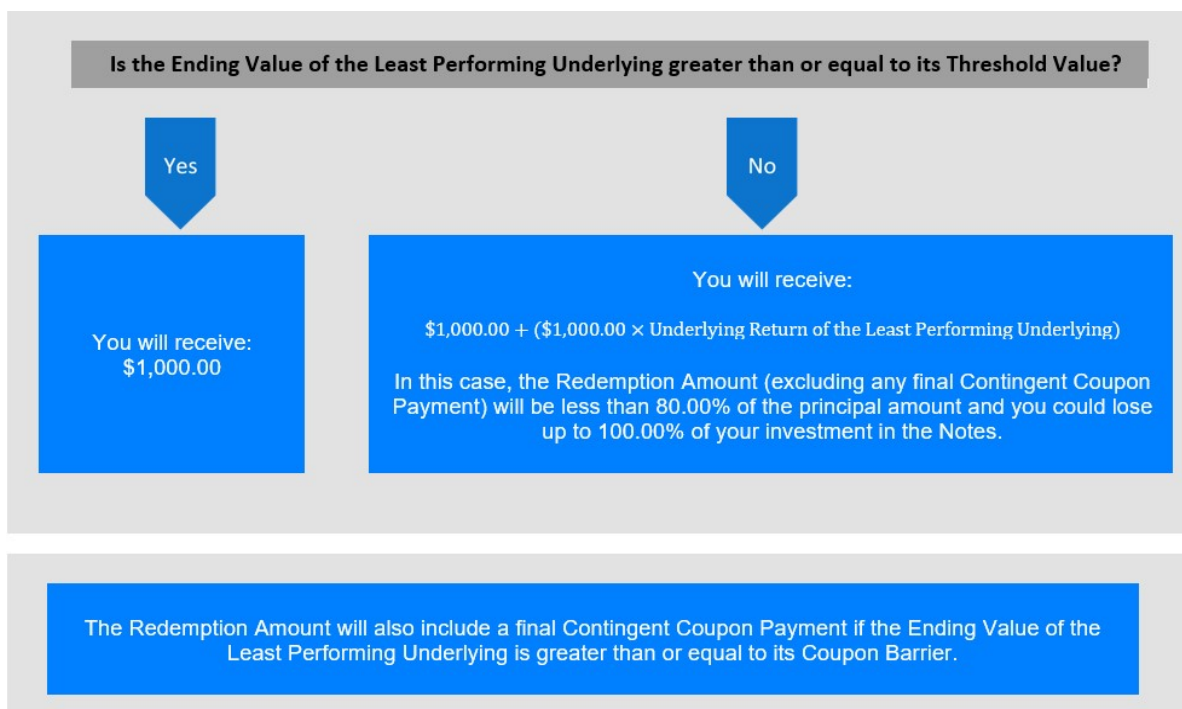 Is the Ending Value of the Least Performing Underlying greater than or equal to its Threshold Value?
Yes
No
You will receive:
$1,000.00
You will receive:
$1,000.00 + ($1,000.00 × Underlying Return of the Least Performing Underlying)
In this case, the Redemption Amount (excluding any final Contingent Coupon
Payment) will be less than 80.00% of the principal amount and you could lose
up to 100.00% of your investment in the Notes.
The Redemption Amount will also include a final Contingent Coupon Payment if the Ending Value of the
Least Performing Underlying is greater than or equal to its Coupon Barrier.